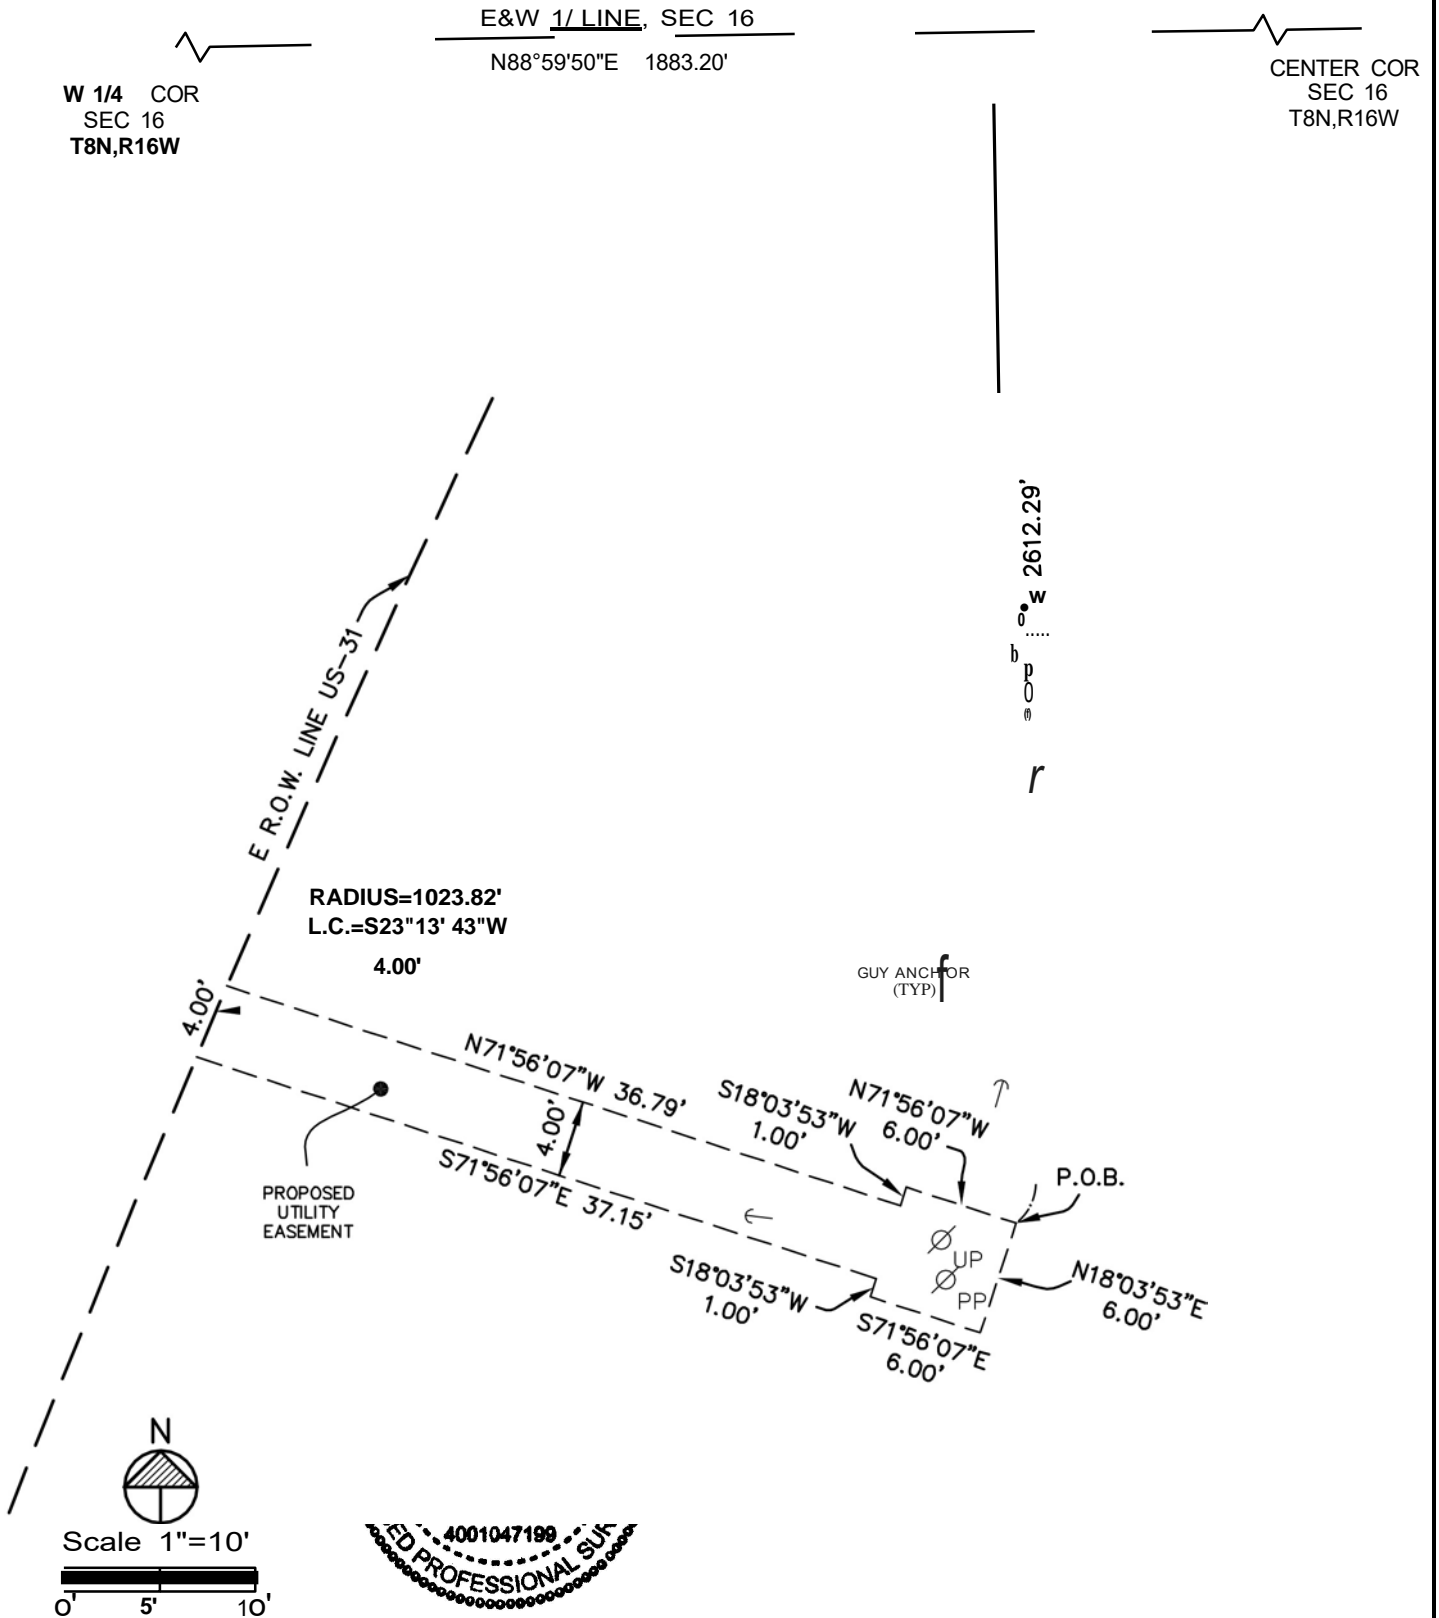 E&W 1/ LINE, SEC 16
N88°59'50"E 1883.20'
W 1/4 COR
SEC 16
T8N,R16W
CENTER COR
SEC 16
T8N,R16W
2612.29'
w
b
p
r
E R.O.W. LINE US-31
RADIUS=1023.82'
L.C.=S23"13' 43"W
4.00'
GUY ANCHOR
(TYP)
f
4.00'
N71°56'07"W 36.79'
4.00'
S71°56'07"E 37.15'
S18°03'53"W
1.00'
N71°56'07"W
6.00'
P.O.B.
PROPOSED
UTILITY
EASEMENT
UP
PP
S18°03'53"W
1.00'
N18°03'53"E
6.00'
S71°56'07"E
6.00'
N
Scale 1"=10'
0' 5' 10'
4001047199
ED PROFESSIONAL SUR